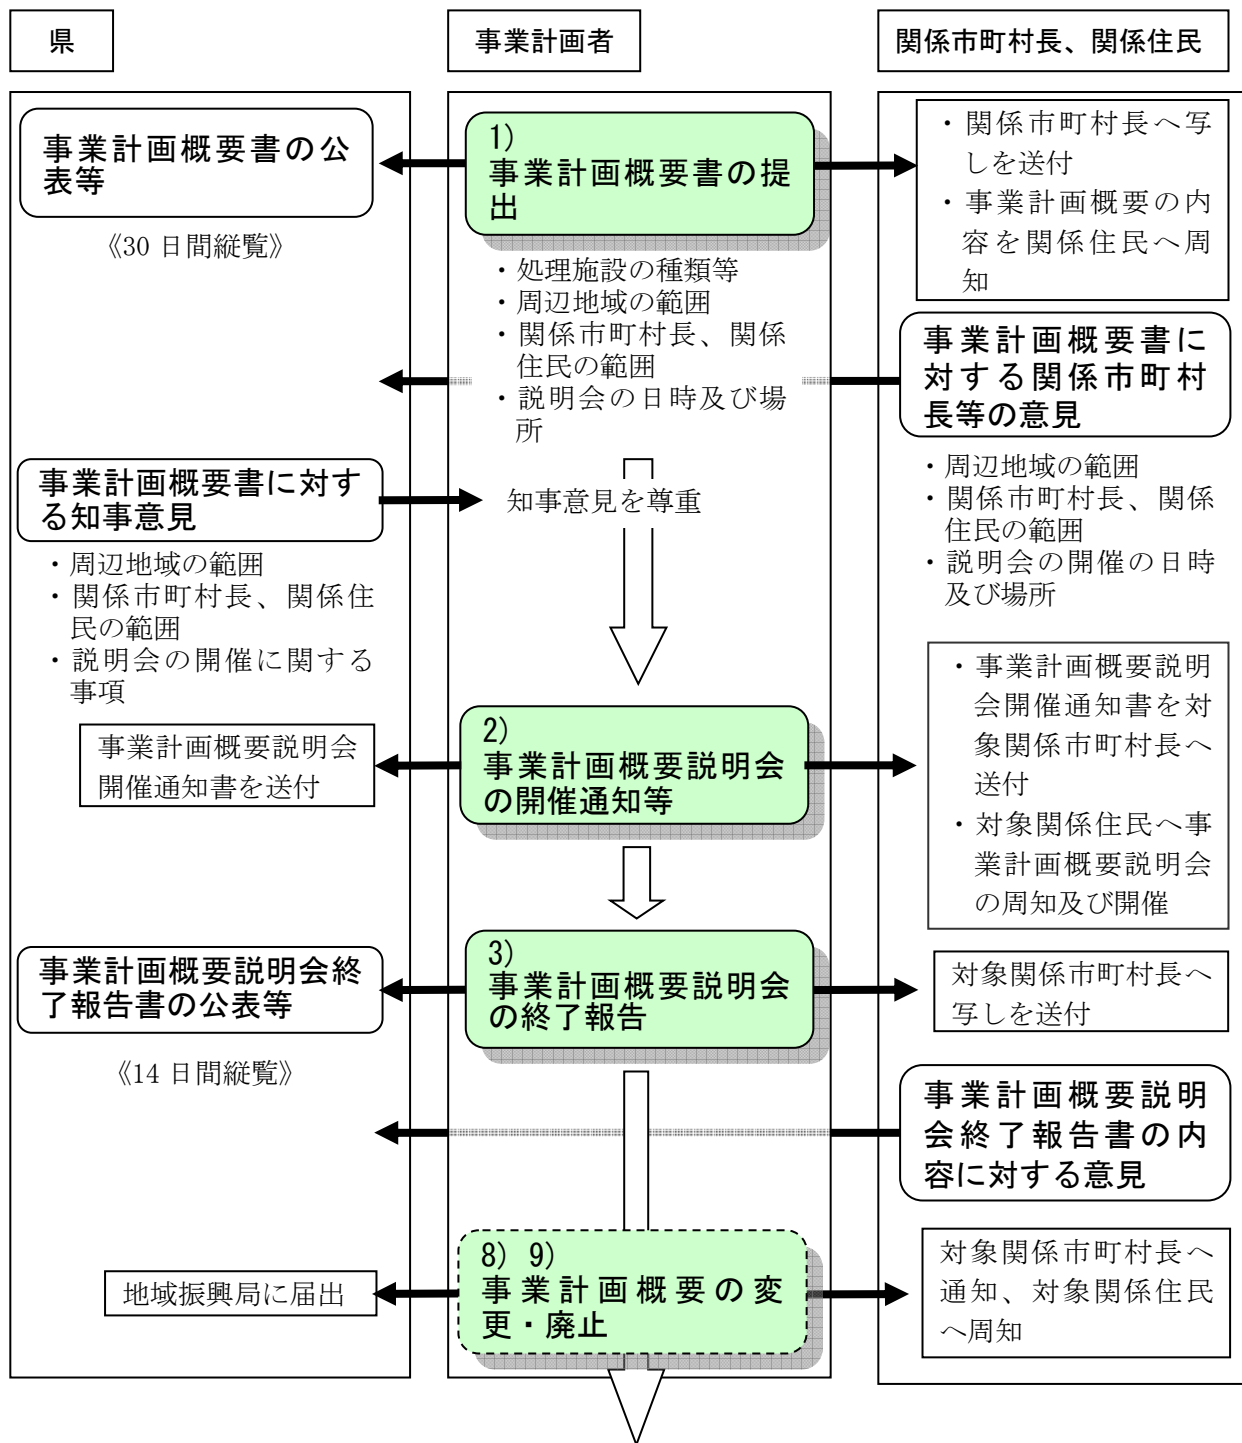 県
事業計画者
関係市町村長、関係住民
事業計画概要書の公
表等
《30 日間縦覧》
1)
事業計画概要書の提
出
・処理施設の種類等
・周辺地域の範囲
・関係市町村長、関係
住民の範囲
・説明会の日時及び場
所
・関係市町村長へ写
しを送付
・事業計画概要の内
容を関係住民へ周
知
事業計画概要書に
対する関係市町村
長等の意見
・周辺地域の範囲
・関係市町村長、関係
住民の範囲
・説明会の開催の日時
及び場所
事業計画概要書に対す
る知事意見
・周辺地域の範囲
・関係市町村長、関係住
民の範囲
・説明会の開催に関する
事項
知事意見を尊重
事業計画概要説明会
開催通知書を送付
2)
事業計画概要説明会
の開催通知等
・事業計画概要説明
会開催通知書を対
象関係市町村長へ
送付
・対象関係住民へ事
業計画概要説明会
の周知及び開催
事業計画概要説明会終
了報告書の公表等
《14 日間縦覧》
3)
事業計画概要説明会
の終了報告
対象関係市町村長へ
写しを送付
事業計画概要説明
会終了報告書の内
容に対する意見
地域振興局に届出
8) 9)
事業計画概要の変
更・廃止
対象関係市町村長へ
通知、対象関係住民
へ周知